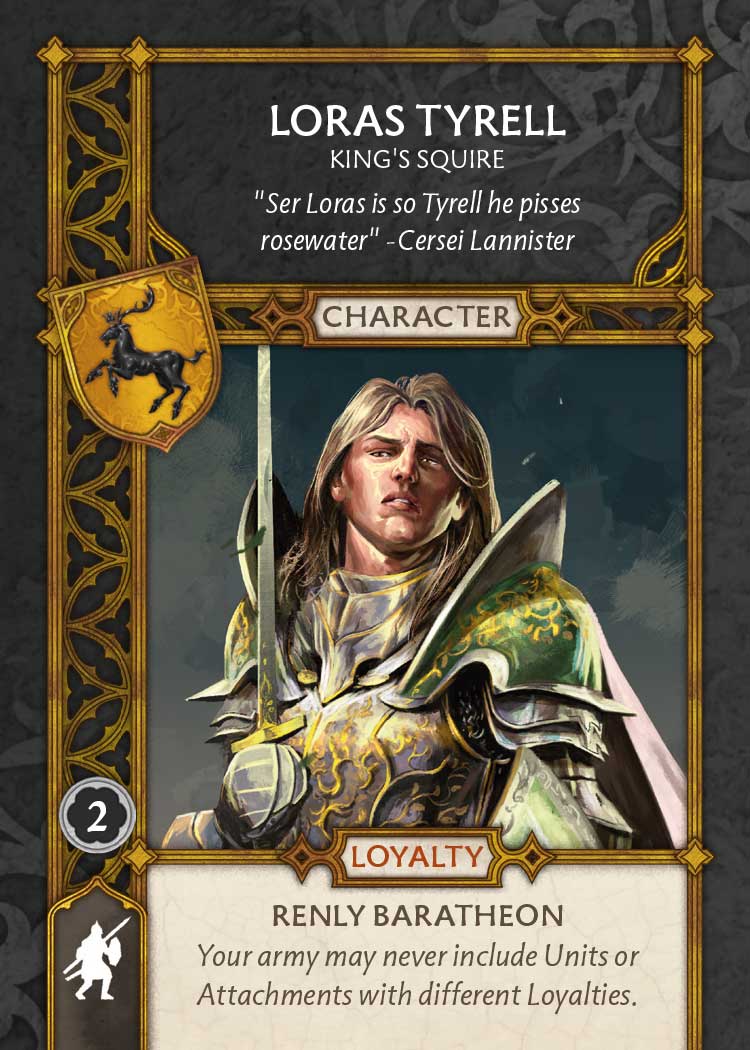 LORAS TYRELL
KING'S SQUIRE
"Ser Loras is so Tyrell he pisses
rosewater" -Cersei Lannister
CHARACTER
2
LOYALTY
RENLY BARATHEON
Your army may never include Units or
Attachments with different Loyalties.